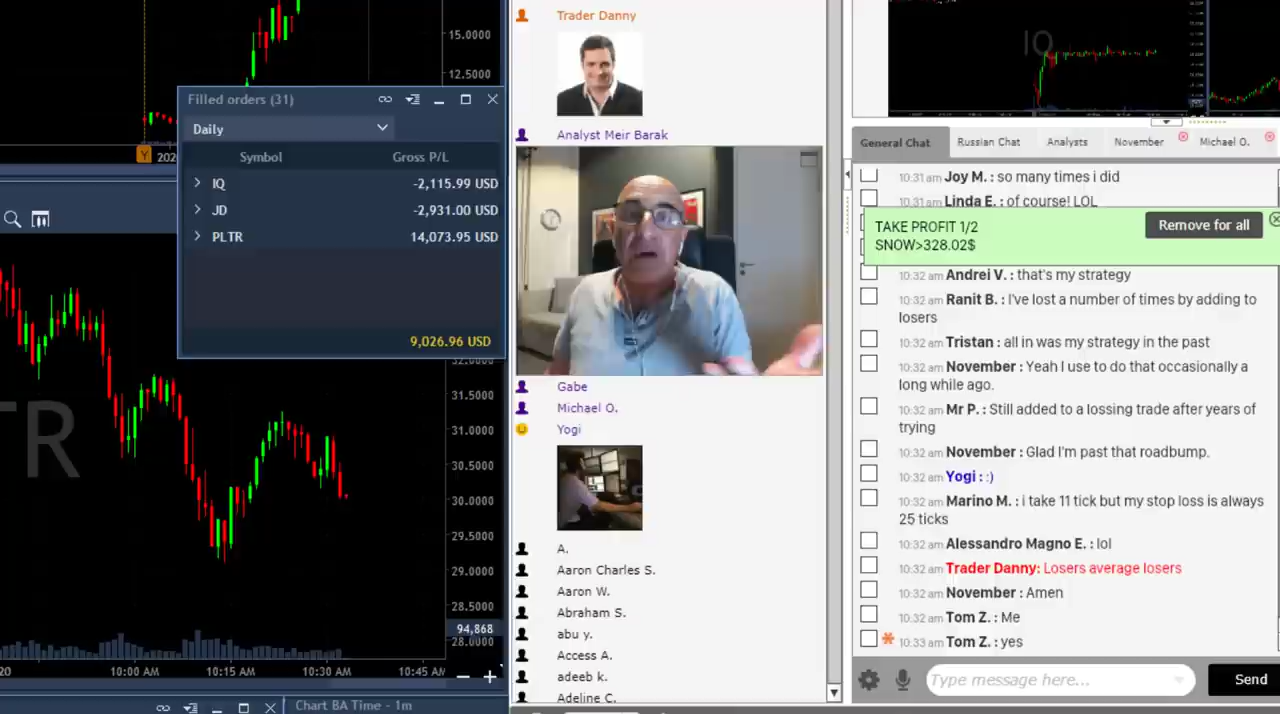 15.0000
12.5000
2020
Filled orders (31)
Daily
Symbol Gross P/L
IQ -2,115.99 USD
JD -2,931.00 USD
PLTR 14,073.95 USD
9,026.96 USD
TR
32.0000
31.5000
31.0000
30.5000
30.0000
29.5000
29.0000
28.5000
94,868
28.0000
10:00 AM 10:15 AM 10:30 AM 10:45 AM
Chart BA Time - 1m
Trader Danny
Analyst Meir Barak
Gabe
Michael O.
Yogi
A.
Aaron Charles S.
Aaron W.
Abraham S.
abu y.
Access A.
adeeb k.
Adeline C.
IQ
General Chat Russian Chat Analysts November Michael O.
10:31 am Joy M. : so many times i did
10:31 am Linda E. : of course! LOL
TAKE PROFIT 1/2
SNOW>328.02$
Remove for all
10:32 am Andrei V. : that's my strategy
10:32 am Ranit B. : I've lost a number of times by adding to
losers
10:32 am Tristan : all in was my strategy in the past
10:32 am November : Yeah I use to do that occasionally a
long while ago.
10:32 am Mr P. : Still added to a lossing trade after years of
trying
10:32 am November : Glad I'm past that roadbump.
10:32 am Yogi : :)
10:32 am Marino M. : i take 11 tick but my stop loss is always
25 ticks
10:32 am Alessandro Magno E. : lol
10:32 am Trader Danny: Losers average losers
10:32 am November : Amen
10:32 am Tom Z. : Me
10:33 am Tom Z. : yes
Type message here...
Send